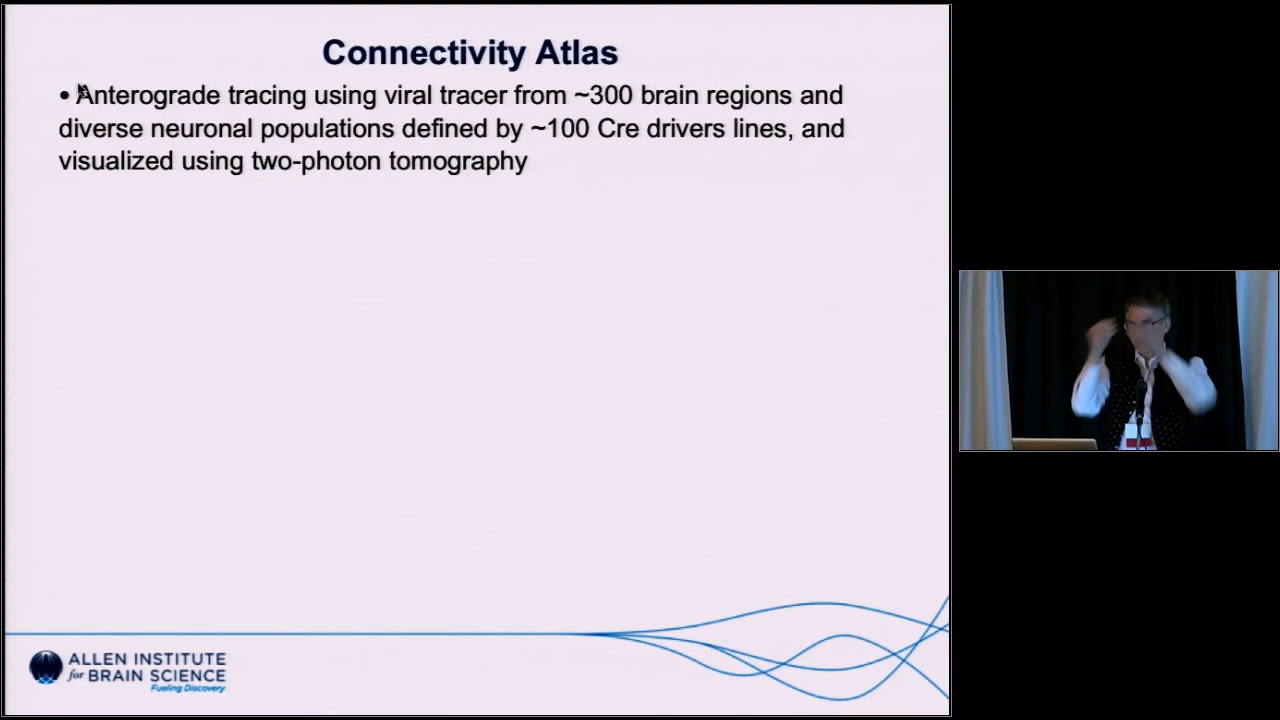 Connectivity Atlas
• Anterograde tracing using viral tracer from ~300 brain regions and
diverse neuronal populations defined by ~100 Cre drivers lines, and
visualized using two-photon tomography
ALLEN INSTITUTE
for BRAIN SCIENCE
Fueling Discovery